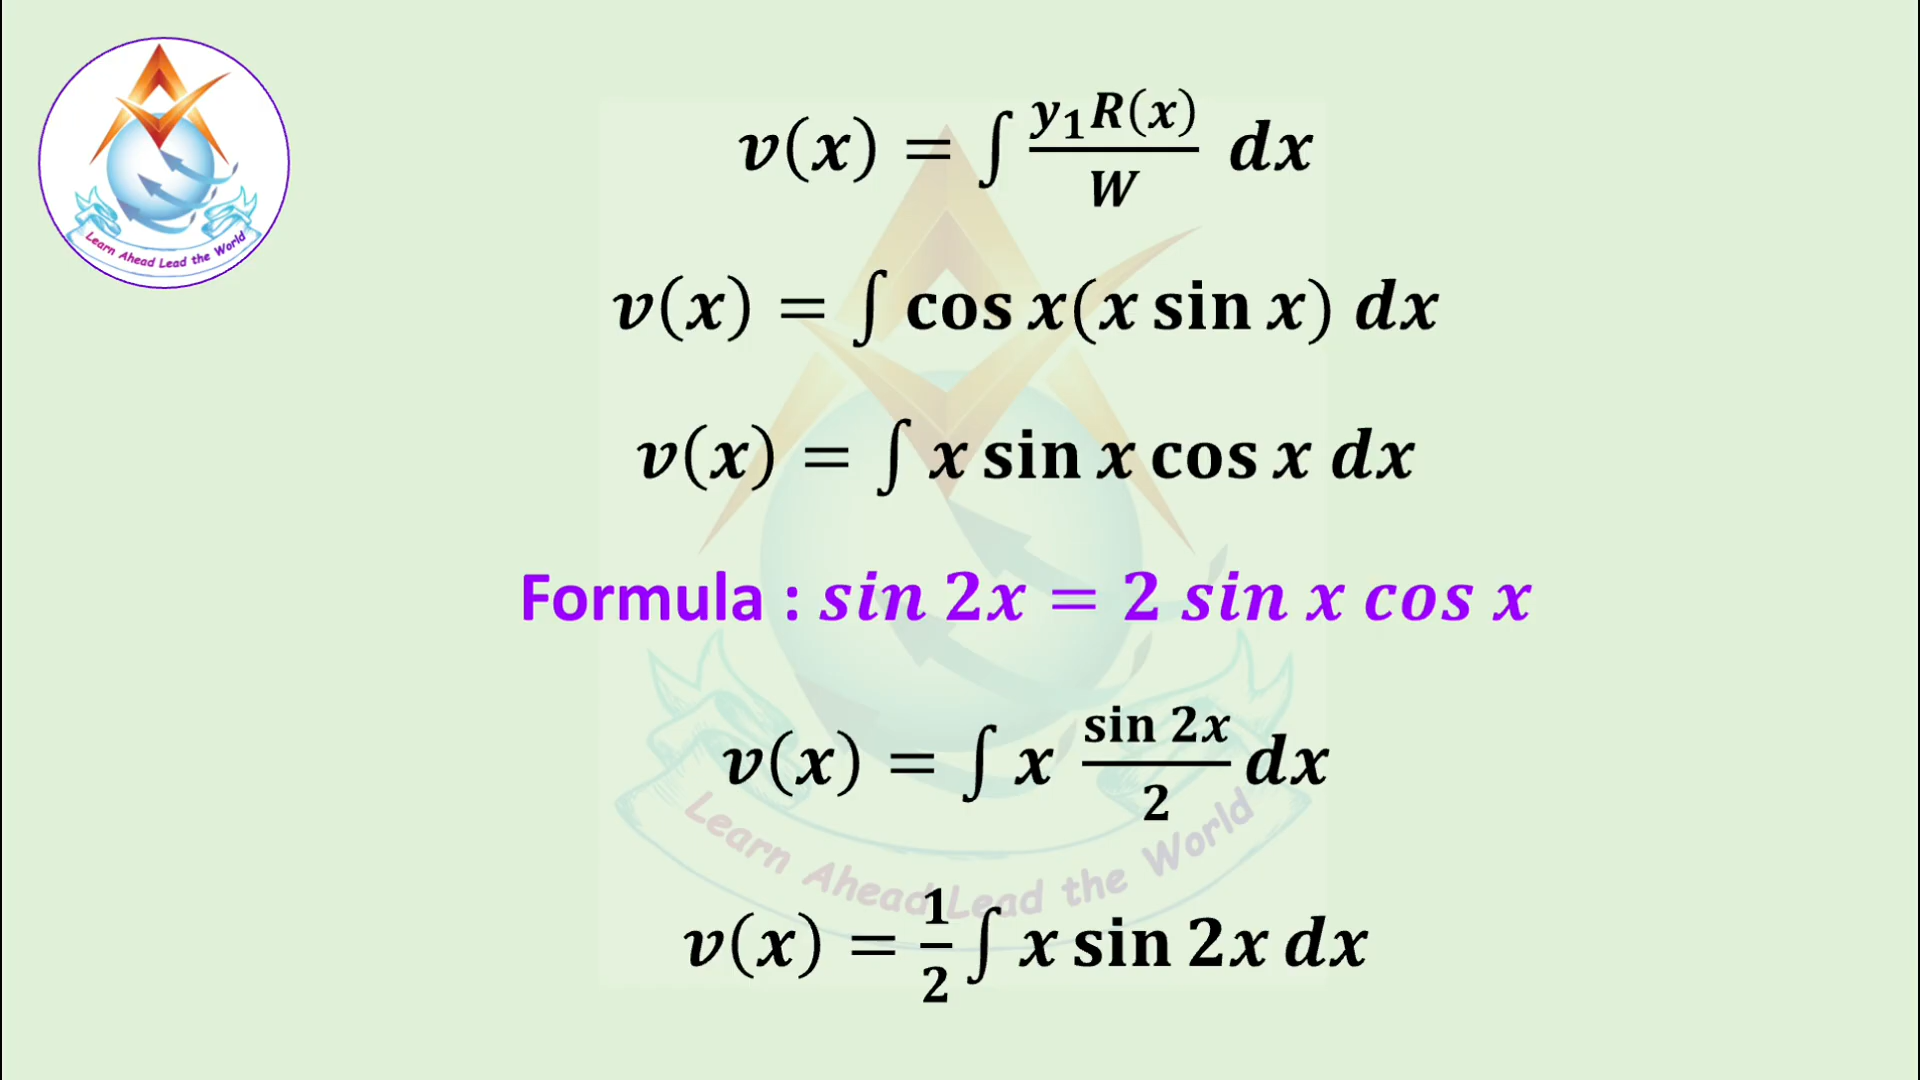 Learn Ahead Lead the World
v(x) = ∫ y₁R(x)/W dx
v(x) = ∫ cos x(x sin x) dx
v(x) = ∫ x sin x cos x dx
Formula : sin 2x = 2 sin x cos x
v(x) = ∫ x sin 2x/2 dx
v(x) = 1/2 ∫ x sin 2x dx
Learn Ahead Lead the World